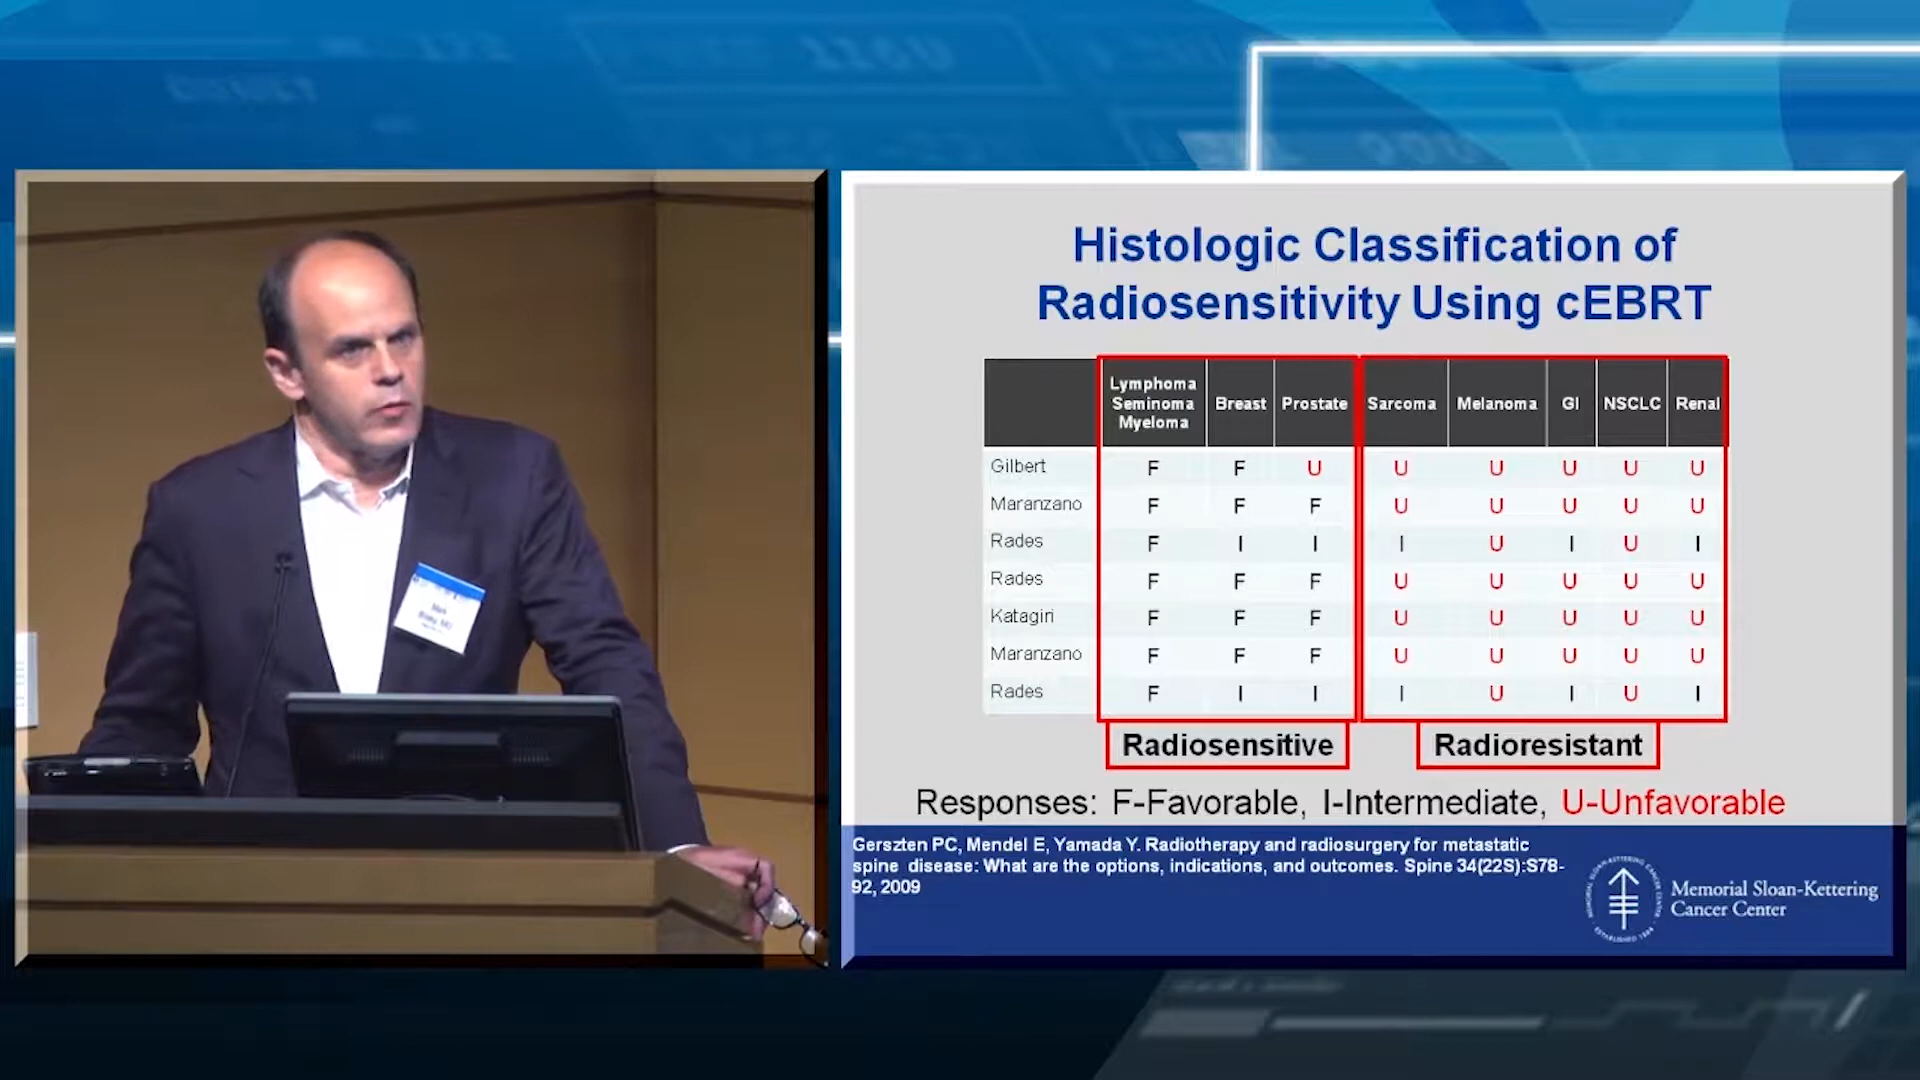 Histologic Classification of
Radiosensitivity Using cEBRT
Lymphoma
Seminoma
Myeloma
Breast Prostate Sarcoma Melanoma GI NSCLC Renal
Gilbert F F U U U U U U
Maranzano F F F U U U U U
Rades F I I I U I U I
Rades F F F U U U U U
Katagiri F F F U U U U U
Maranzano F F F U U U U U
Rades F I I I U I U I
Radiosensitive Radioresistant
Responses: F-Favorable, I-Intermediate, U-Unfavorable
Gerszten PC, Mendel E, Yamada Y. Radiotherapy and radiosurgery for metastatic
spine disease: What are the options, indications, and outcomes. Spine 34(22S):S78-
92, 2009
Memorial Sloan-Kettering
Cancer Center